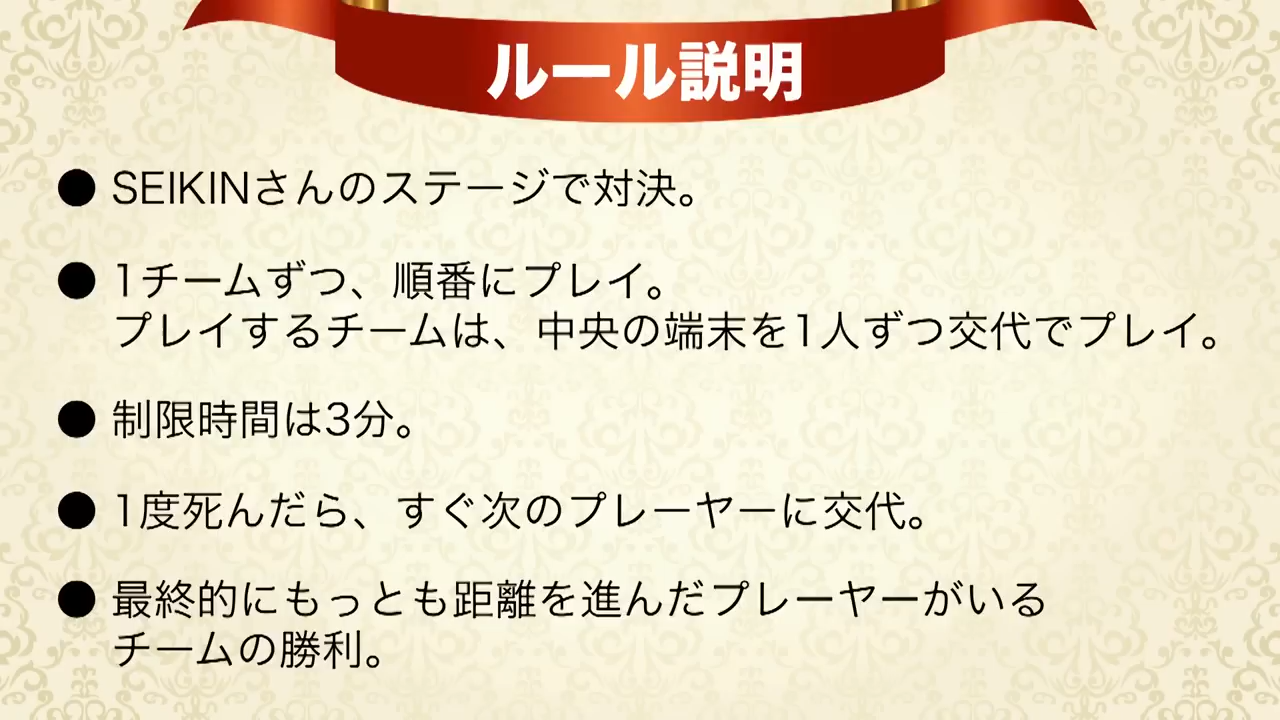 ルール説明
● SEIKINさんのステージで対決。
● 1チームずつ、順番にプレイ。
プレイするチームは、中央の端末を1人ずつ交代でプレイ。
● 制限時間は3分。
● 1度死んだら、すぐ次のプレーヤーに交代。
● 最終的にもっとも距離を進んだプレーヤーがいる
チームの勝利。